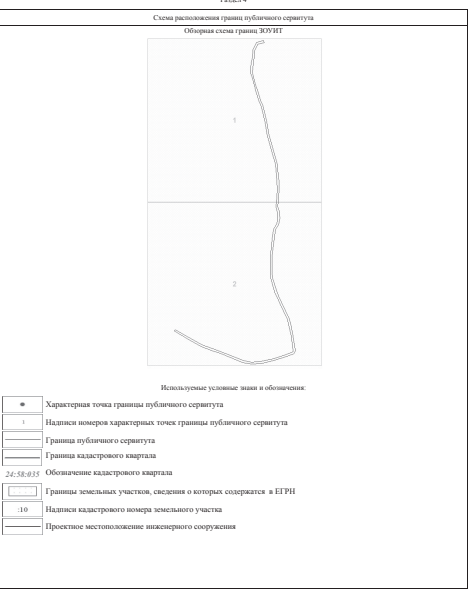 Раздел 4
Схема расположения границ публичного сервитута
Обзорная схема границ ЗОУИТ
1
2
Используемые условные знаки и обозначения:
Характерная точка границы публичного сервитута
1 Надписи номеров характерных точек границы публичного сервитута
Граница публичного сервитута
Граница кадастрового квартала
24:58:035 Обозначение кадастрового квартала
Границы земельных участков, сведения о которых содержатся в ЕГРН
:10 Надписи кадастрового номера земельного участка
Проектное местоположение инженерного сооружения